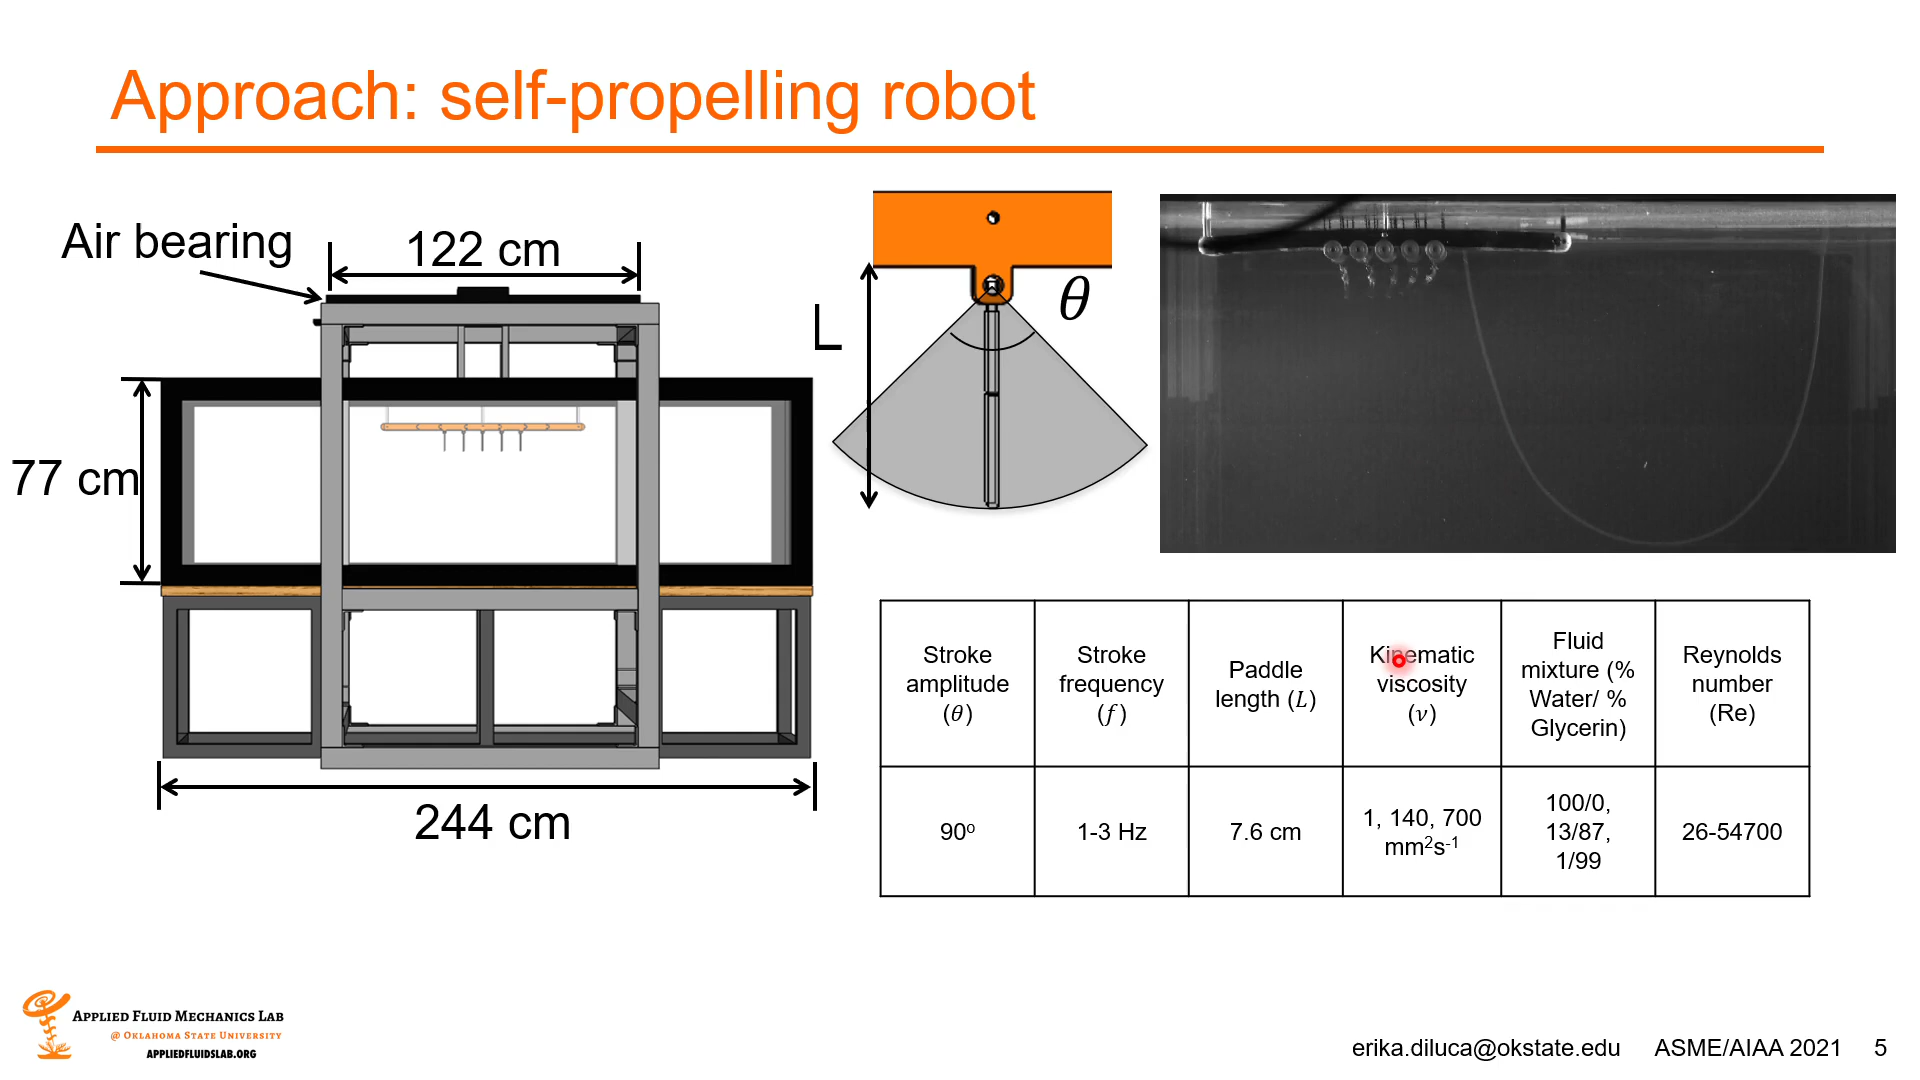 Approach: self-propelling robot
Air bearing
122 cm
77 cm
244 cm
L
θ
Stroke
amplitude
(θ)
Stroke
frequency
(f)
Paddle
length (L)
Kinematic
viscosity
(ν)
Fluid
mixture (%
Water/ %
Glycerin)
Reynolds
number
(Re)
90º
1-3 Hz
7.6 cm
1, 140, 700
mm²s⁻¹
100/0,
13/87,
1/99
26-54700
APPLIED FLUID MECHANICS LAB
@ OKLAHOMA STATE UNIVERSITY
APPLIEDFLUIDSLAB.ORG
erika.diluca@okstate.edu ASME/AIAA 2021 5